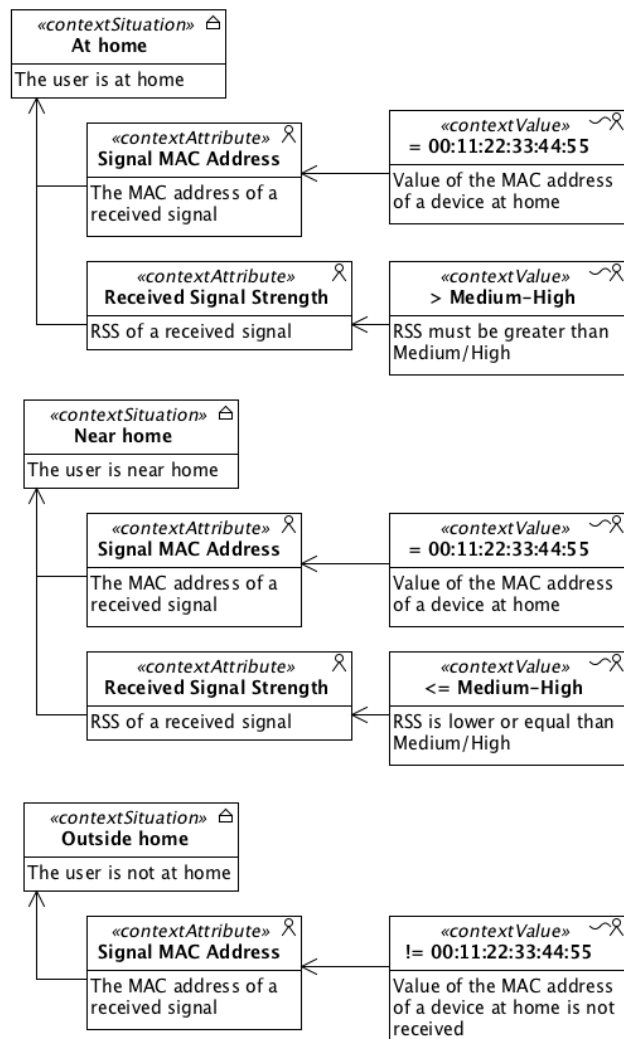 «contextSituation»
At home
The user is at home
«contextAttribute»
Signal MAC Address
The MAC address of a
received signal
«contextValue»
= 00:11:22:33:44:55
Value of the MAC address
of a device at home
«contextAttribute»
Received Signal Strength
RSS of a received signal
«contextValue»
> Medium-High
RSS must be greater than
Medium/High
«contextSituation»
Near home
The user is near home
«contextAttribute»
Signal MAC Address
The MAC address of a
received signal
«contextValue»
= 00:11:22:33:44:55
Value of the MAC address
of a device at home
«contextAttribute»
Received Signal Strength
RSS of a received signal
«contextValue»
<= Medium-High
RSS is lower or equal than
Medium/High
«contextSituation»
Outside home
The user is not at home
«contextAttribute»
Signal MAC Address
The MAC address of a
received signal
«contextValue»
!= 00:11:22:33:44:55
Value of the MAC address
of a device at home is not
received